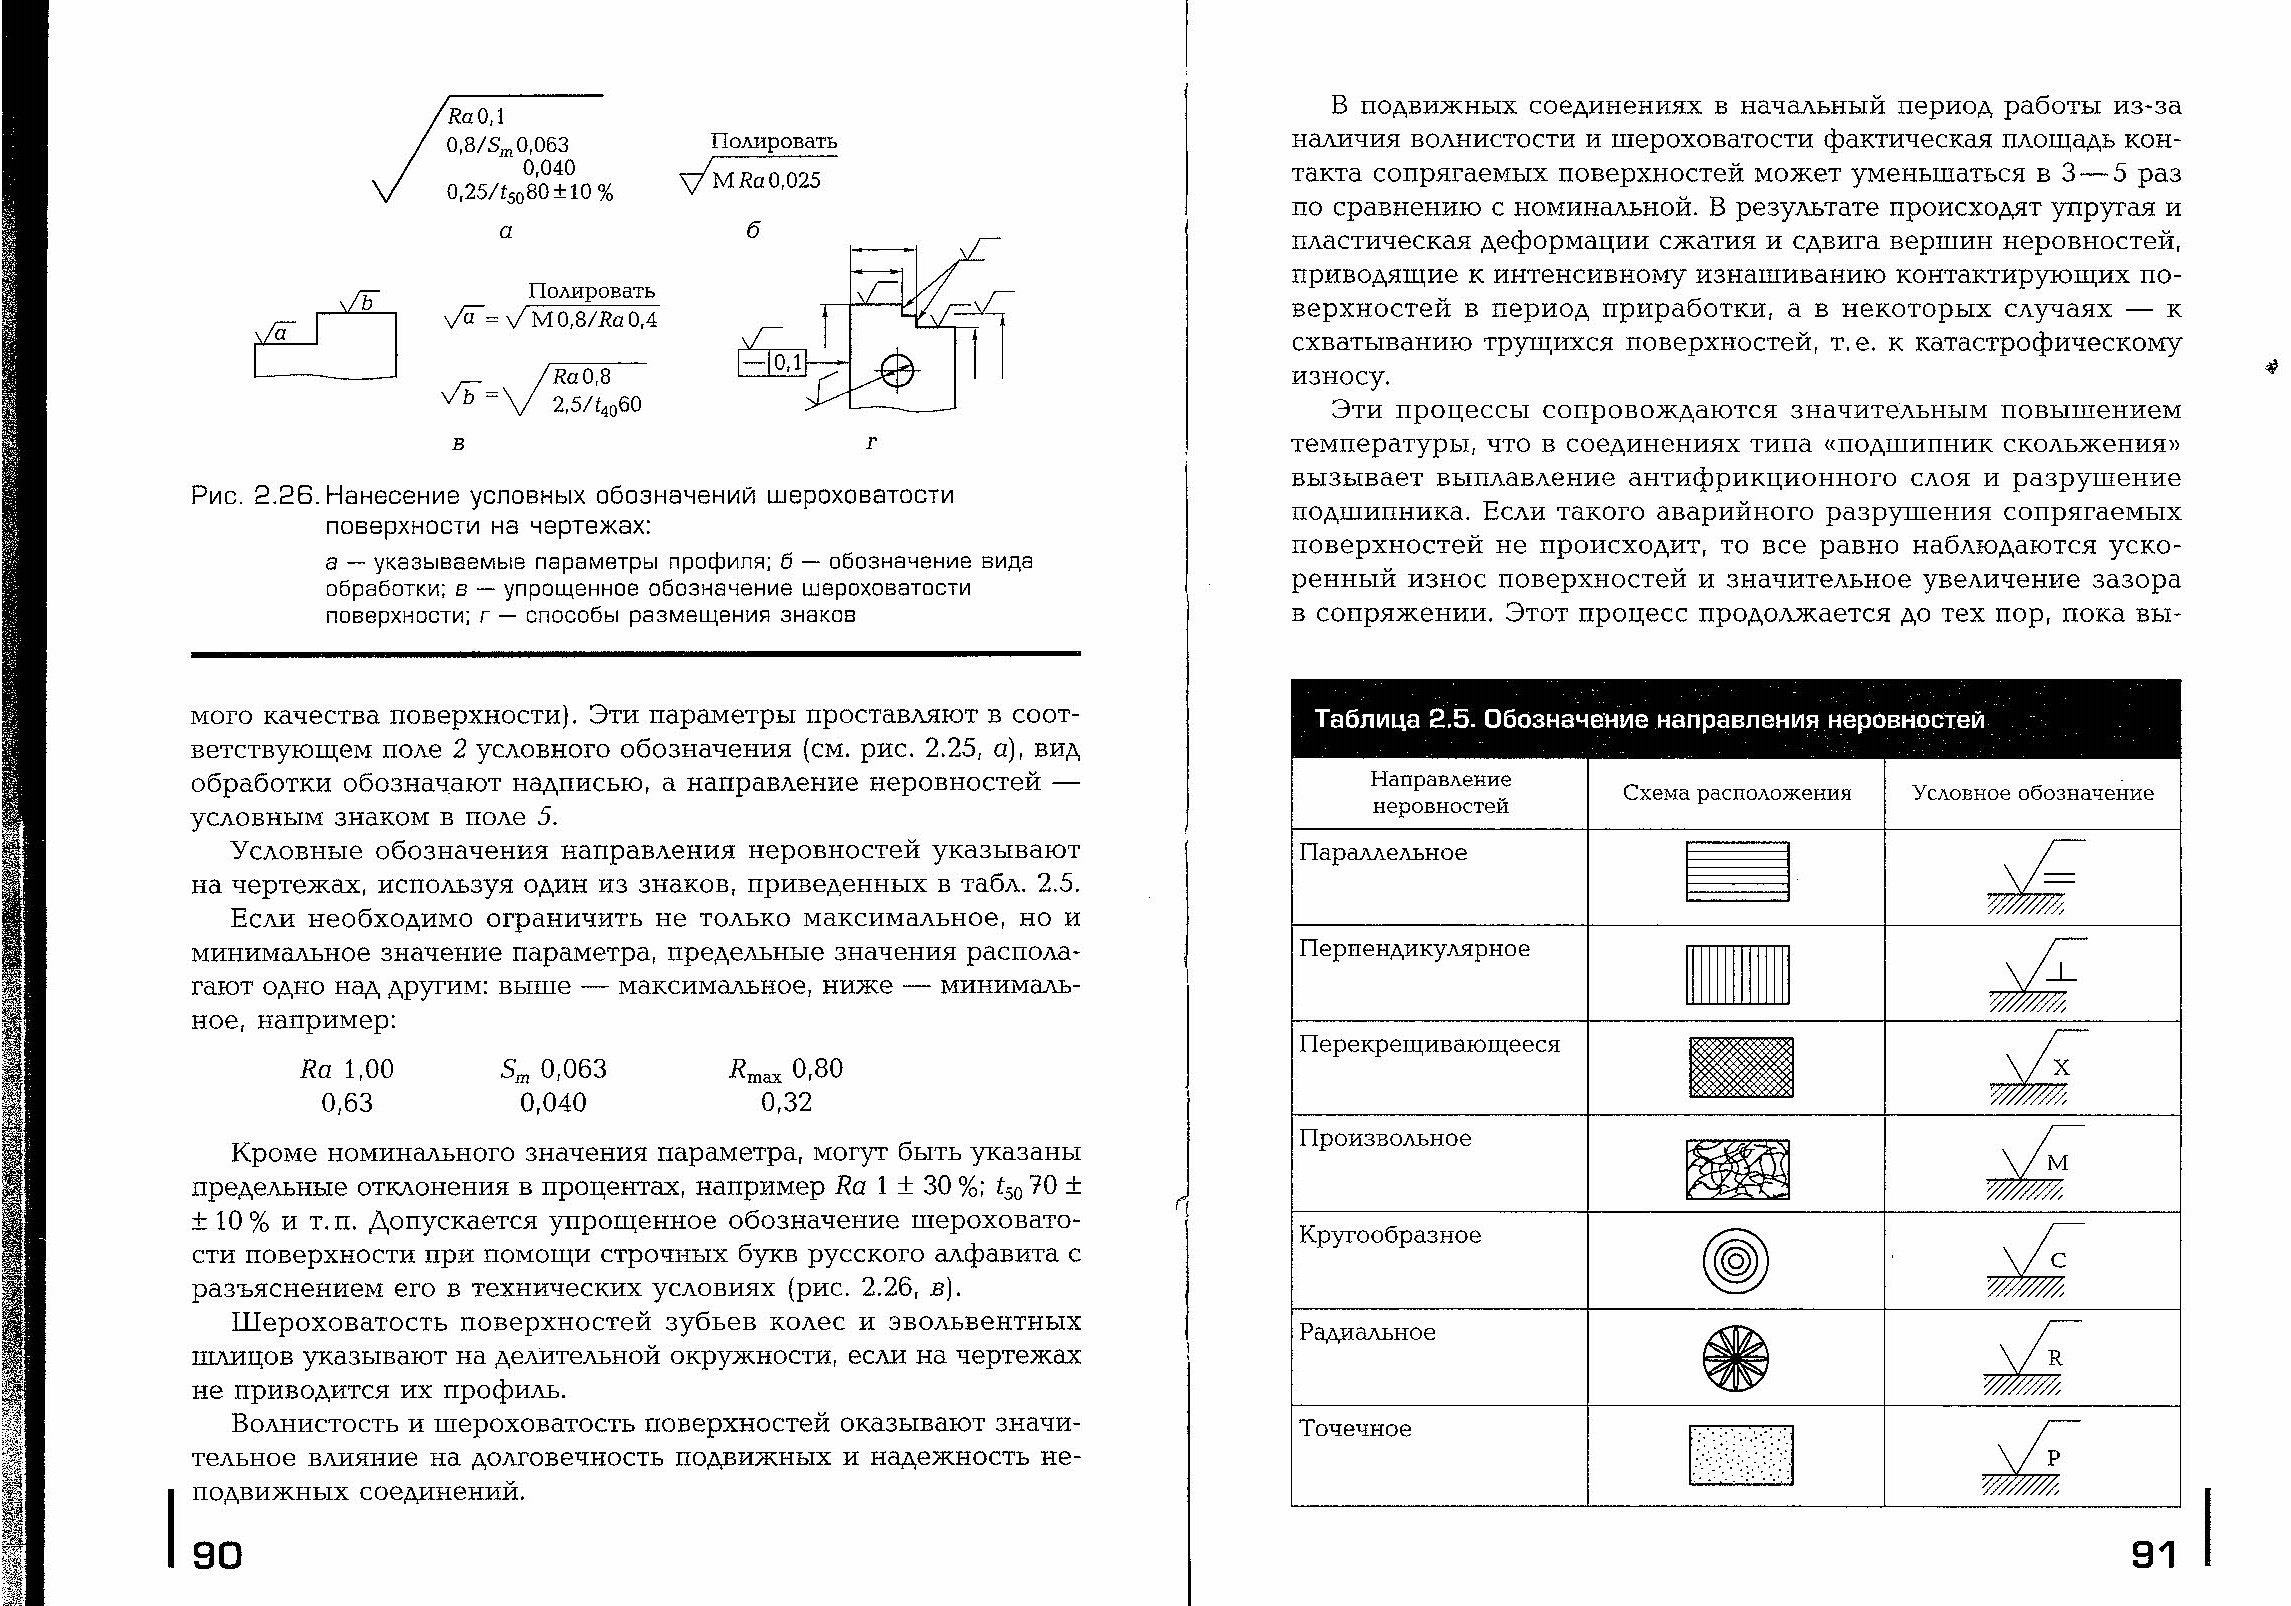 Ra 0,1
0,8/Sm 0,063
0,040
0,25/t50 80 ± 10 %
Полировать
M Ra 0,025
а
б
b
a
Полировать
√a = √ M 0,8/Ra 0,4
Ra 0,8
√b = √ 2,5/t40 60
— 0,1
в
г
Рис. 2.26. Нанесение условных обозначений шероховатости
поверхности на чертежах:
а — указываемые параметры профиля; б — обозначение вида
обработки; в — упрощенное обозначение шероховатости
поверхности; г — способы размещения знаков
мого качества поверхности). Эти параметры проставляют в соот-
ветствующем поле 2 условного обозначения (см. рис. 2.25, а), вид
обработки обозначают надписью, а направление неровностей —
условным знаком в поле 5.
Условные обозначения направления неровностей указывают
на чертежах, используя один из знаков, приведенных в табл. 2.5.
Если необходимо ограничить не только максимальное, но и
минимальное значение параметра, предельные значения распола-
гают одно над другим: выше — максимальное, ниже — минималь-
ное, например:
Ra 1,00 Sm 0,063 Rmax 0,80
0,63 0,040 0,32
Кроме номинального значения параметра, могут быть указаны
предельные отклонения в процентах, например Ra 1 ± 30 %; t50 70 ±
± 10 % и т. п. Допускается упрощенное обозначение шероховато-
сти поверхности при помощи строчных букв русского алфавита с
разъяснением его в технических условиях (рис. 2.26, в).
Шероховатость поверхностей зубьев колес и эвольвентных
шлицов указывают на делительной окружности, если на чертежах
не приводится их профиль.
Волнистость и шероховатость поверхностей оказывают значи-
тельное влияние на долговечность подвижных и надежность не-
подвижных соединений.
90
В подвижных соединениях в начальный период работы из-за
наличия волнистости и шероховатости фактическая площадь кон-
такта сопрягаемых поверхностей может уменьшаться в 3 — 5 раз
по сравнению с номинальной. В результате происходят упругая и
пластическая деформации сжатия и сдвига вершин неровностей,
приводящие к интенсивному изнашиванию контактирующих по-
верхностей в период приработки, а в некоторых случаях — к
схватыванию трущихся поверхностей, т. е. к катастрофическому
износу.
Эти процессы сопровождаются значительным повышением
температуры, что в соединениях типа «подшипник скольжения»
вызывает выплавление антифрикционного слоя и разрушение
подшипника. Если такого аварийного разрушения сопрягаемых
поверхностей не происходит, то все равно наблюдаются уско-
ренный износ поверхностей и значительное увеличение зазора
в сопряжении. Этот процесс продолжается до тех пор, пока вы-
Таблица 2.5. Обозначение направления неровностей
Направление
неровностей
Схема расположения
Условное обозначение
Параллельное
=
Перпендикулярное
⊥
Перекрещивающееся
X
Произвольное
M
Кругообразное
C
Радиальное
R
Точечное
P
91